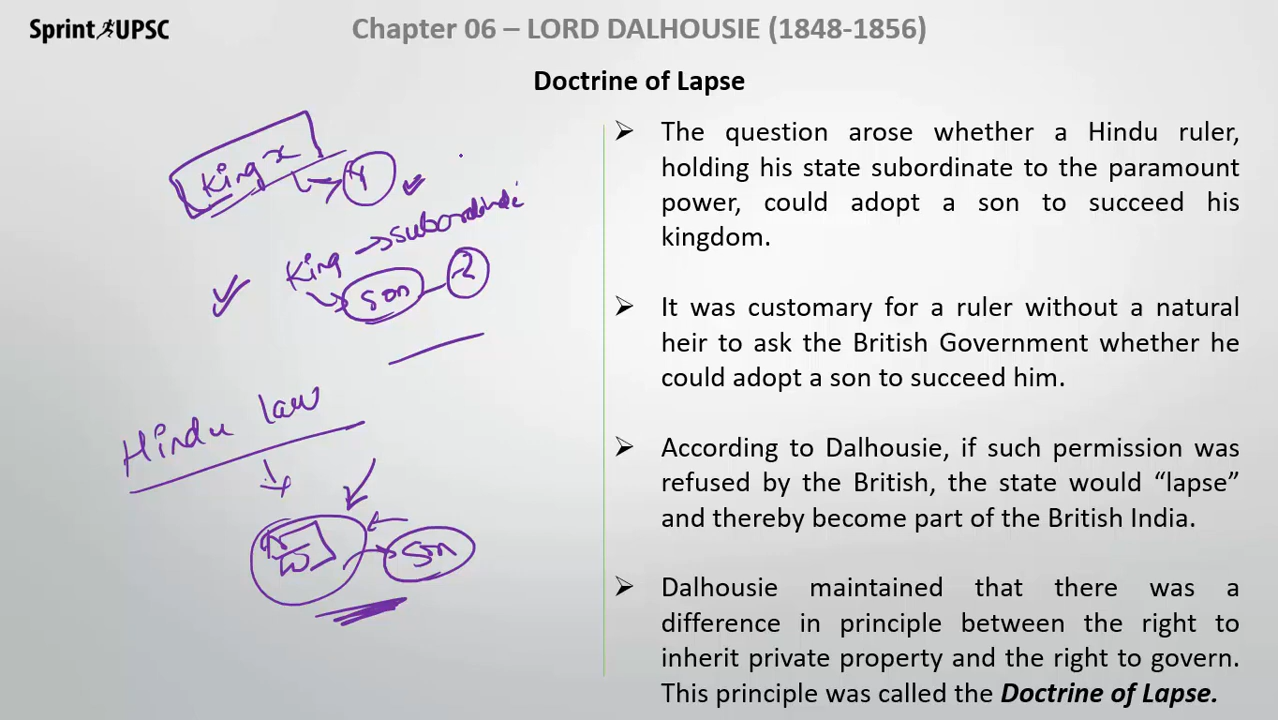 Sprint UPSC
Chapter 06 – LORD DALHOUSIE (1848-1856)
Doctrine of Lapse
King x
King → subordinate
son
2
Hindu law
son
➢ The question arose whether a Hindu ruler,
holding his state subordinate to the paramount
power, could adopt a son to succeed his
kingdom.
➢ It was customary for a ruler without a natural
heir to ask the British Government whether he
could adopt a son to succeed him.
➢ According to Dalhousie, if such permission was
refused by the British, the state would “lapse”
and thereby become part of the British India.
➢ Dalhousie maintained that there was a
difference in principle between the right to
inherit private property and the right to govern.
This principle was called the Doctrine of Lapse.